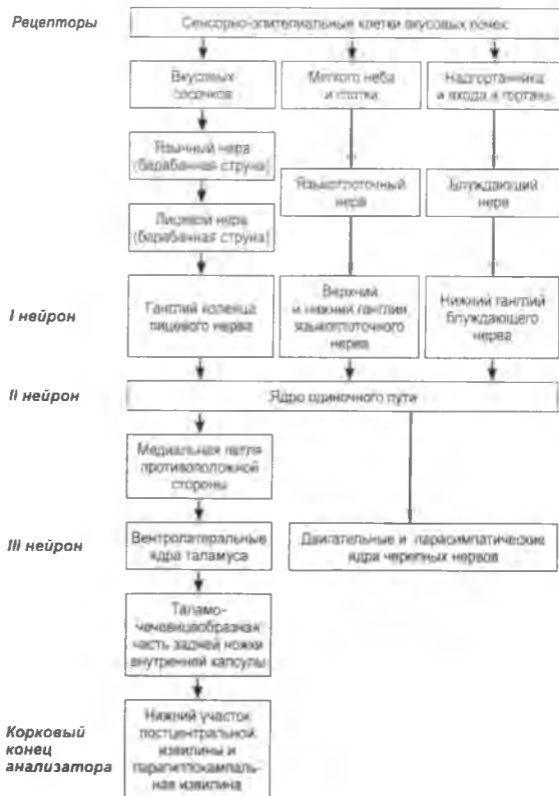 Рецепторы
Сенсорно-эпителиальные клетки вкусовых почек
Вкусовых
сосочков
Мягкого неба
и глотки
Надгортанника
и входа в гортань
Язычный нерв
(барабанная струна)
Языкоглоточный
нерв
Блуждающий
нерв
Лицевой нерв
(барабанная струна)
I нейрон
Ганглий коленца
лицевого нерва
Верхний
и нижний ганглии
языкоглоточного
нерва
Нижний ганглий
блуждающего
нерва
II нейрон
Ядро одиночного пути
Медиальная петля
противоположной
стороны
III нейрон
Вентролатеральные
ядра таламуса
Двигательные и парасимпатические
ядра черепных нервов
Таламо-
чечевицеобразная
часть задней ножки
внутренней капсулы
Корковый
конец
анализатора
Нижний участок
постцентральной
извилины и
парагиппокампаль-
ная извилина